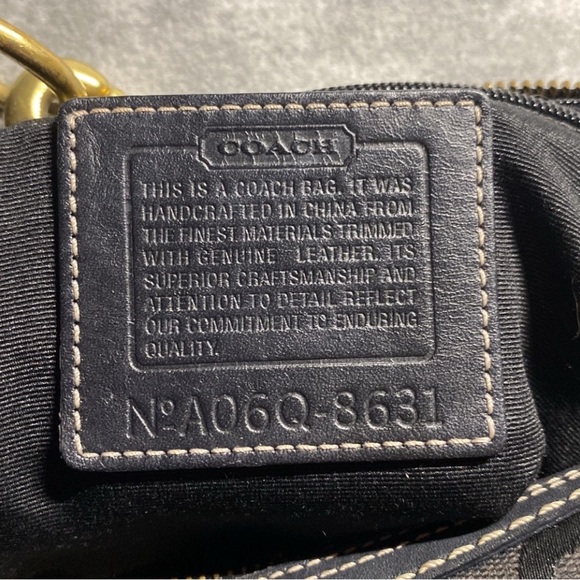 COACH
THIS IS A COACH BAG. IT WAS
HANDCRAFTED IN CHINA FROM
THE FINEST MATERIALS TRIMMED
WITH GENUINE LEATHER. ITS
SUPERIOR CRAFTSMANSHIP AND
ATTENTION TO DETAIL REFLECT
OUR COMMITMENT TO ENDURING
QUALITY.
NºA06Q-8631